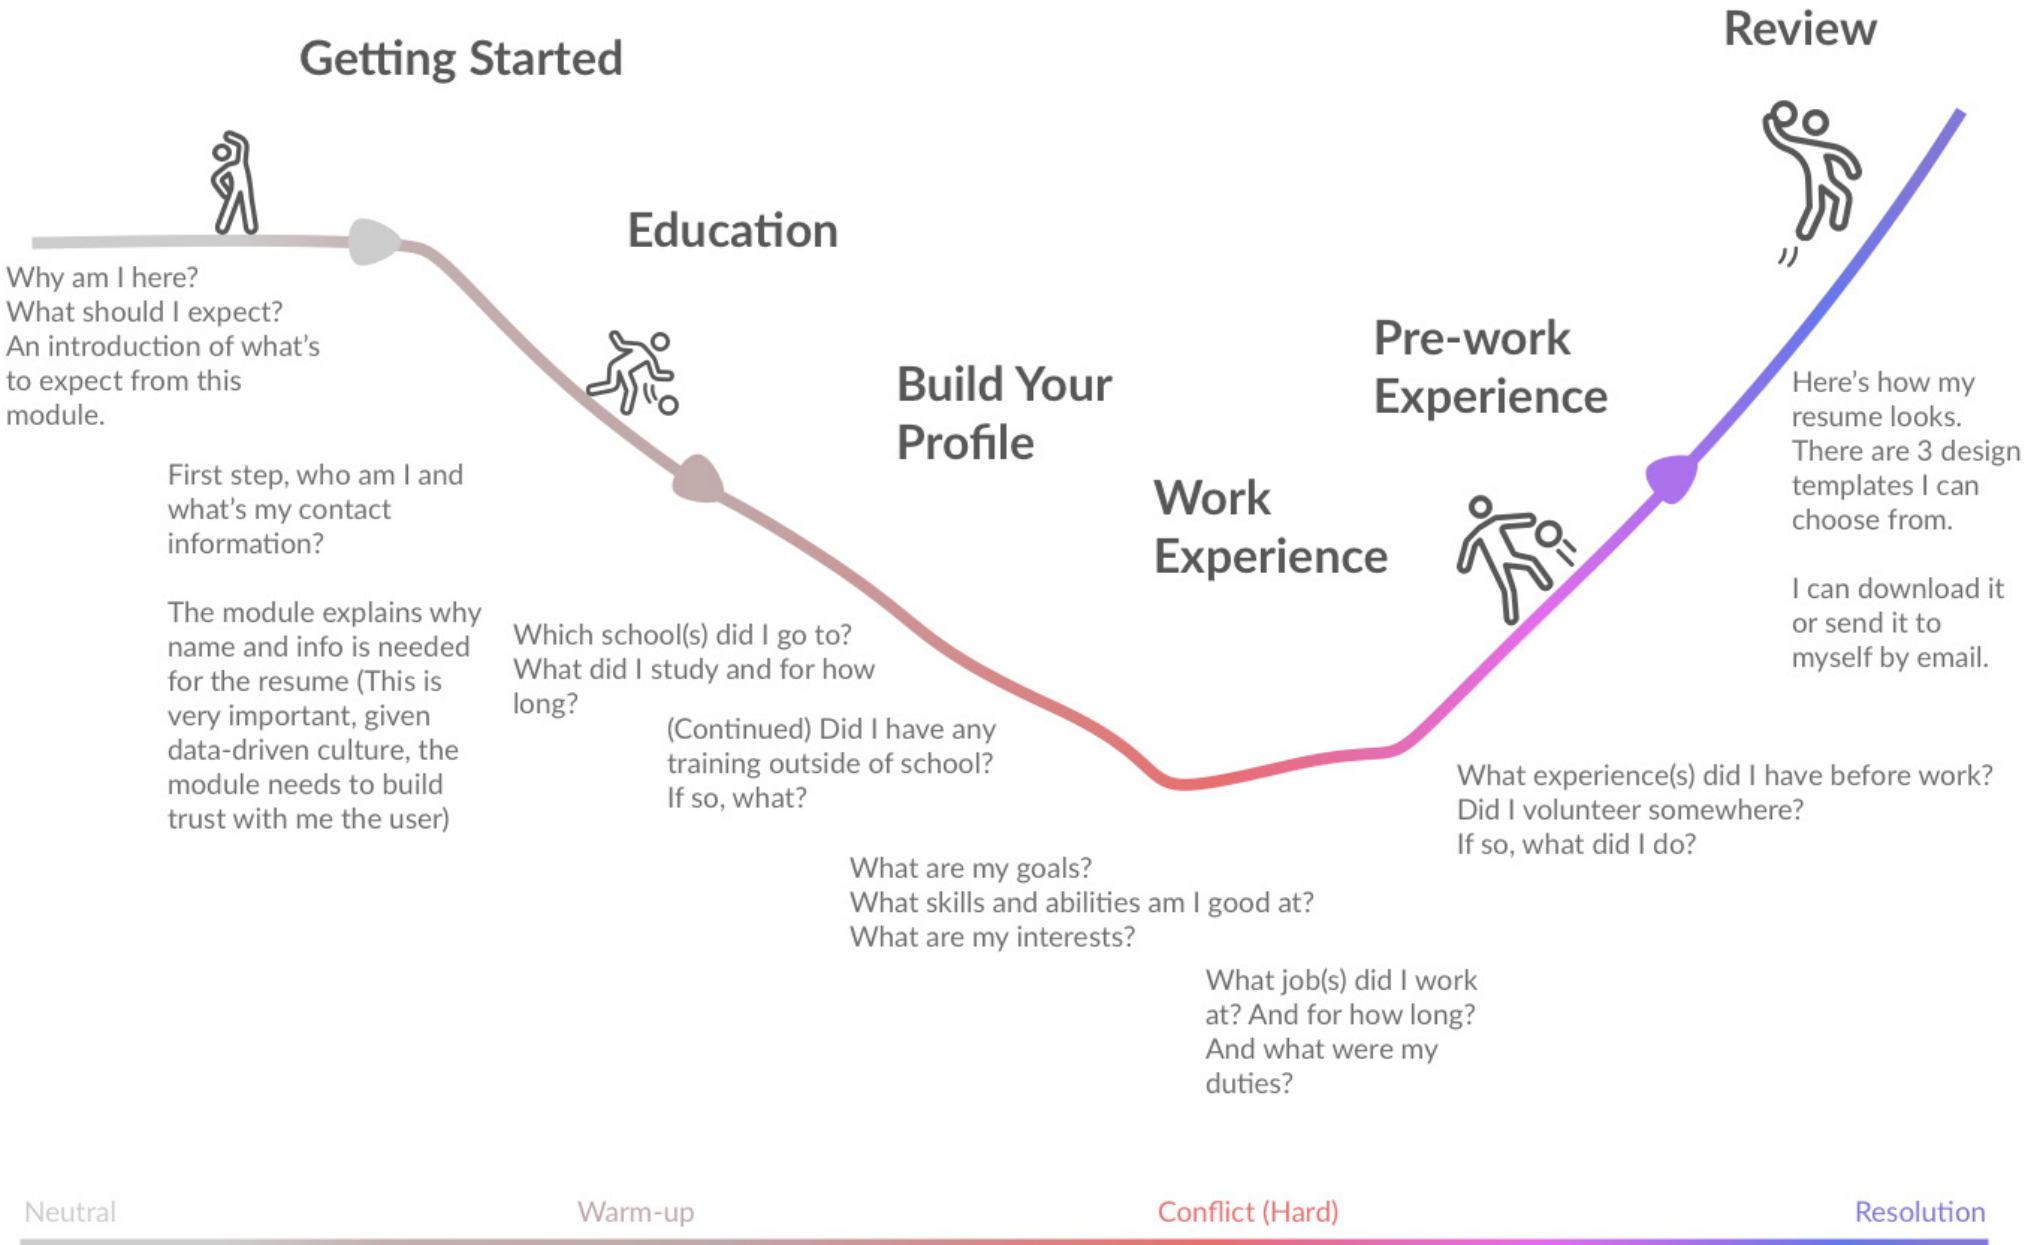 Getting Started
Why am I here?
What should I expect?
An introduction of what's
to expect from this
module.
First step, who am I and
what's my contact
information?
The module explains why
name and info is needed
for the resume (This is
very important, given
data-driven culture, the
module needs to build
trust with me the user)
Education
Which school(s) did I go to?
What did I study and for how
long?
(Continued) Did I have any
training outside of school?
If so, what?
Build Your
Profile
What are my goals?
What skills and abilities am I good at?
What are my interests?
Work
Experience
What job(s) did I work
at? And for how long?
And what were my
duties?
Pre-work
Experience
What experience(s) did I have before work?
Did I volunteer somewhere?
If so, what did I do?
Review
Here's how my
resume looks.
There are 3 design
templates I can
choose from.
I can download it
or send it to
myself by email.
Neutral
Warm-up
Conflict (Hard)
Resolution